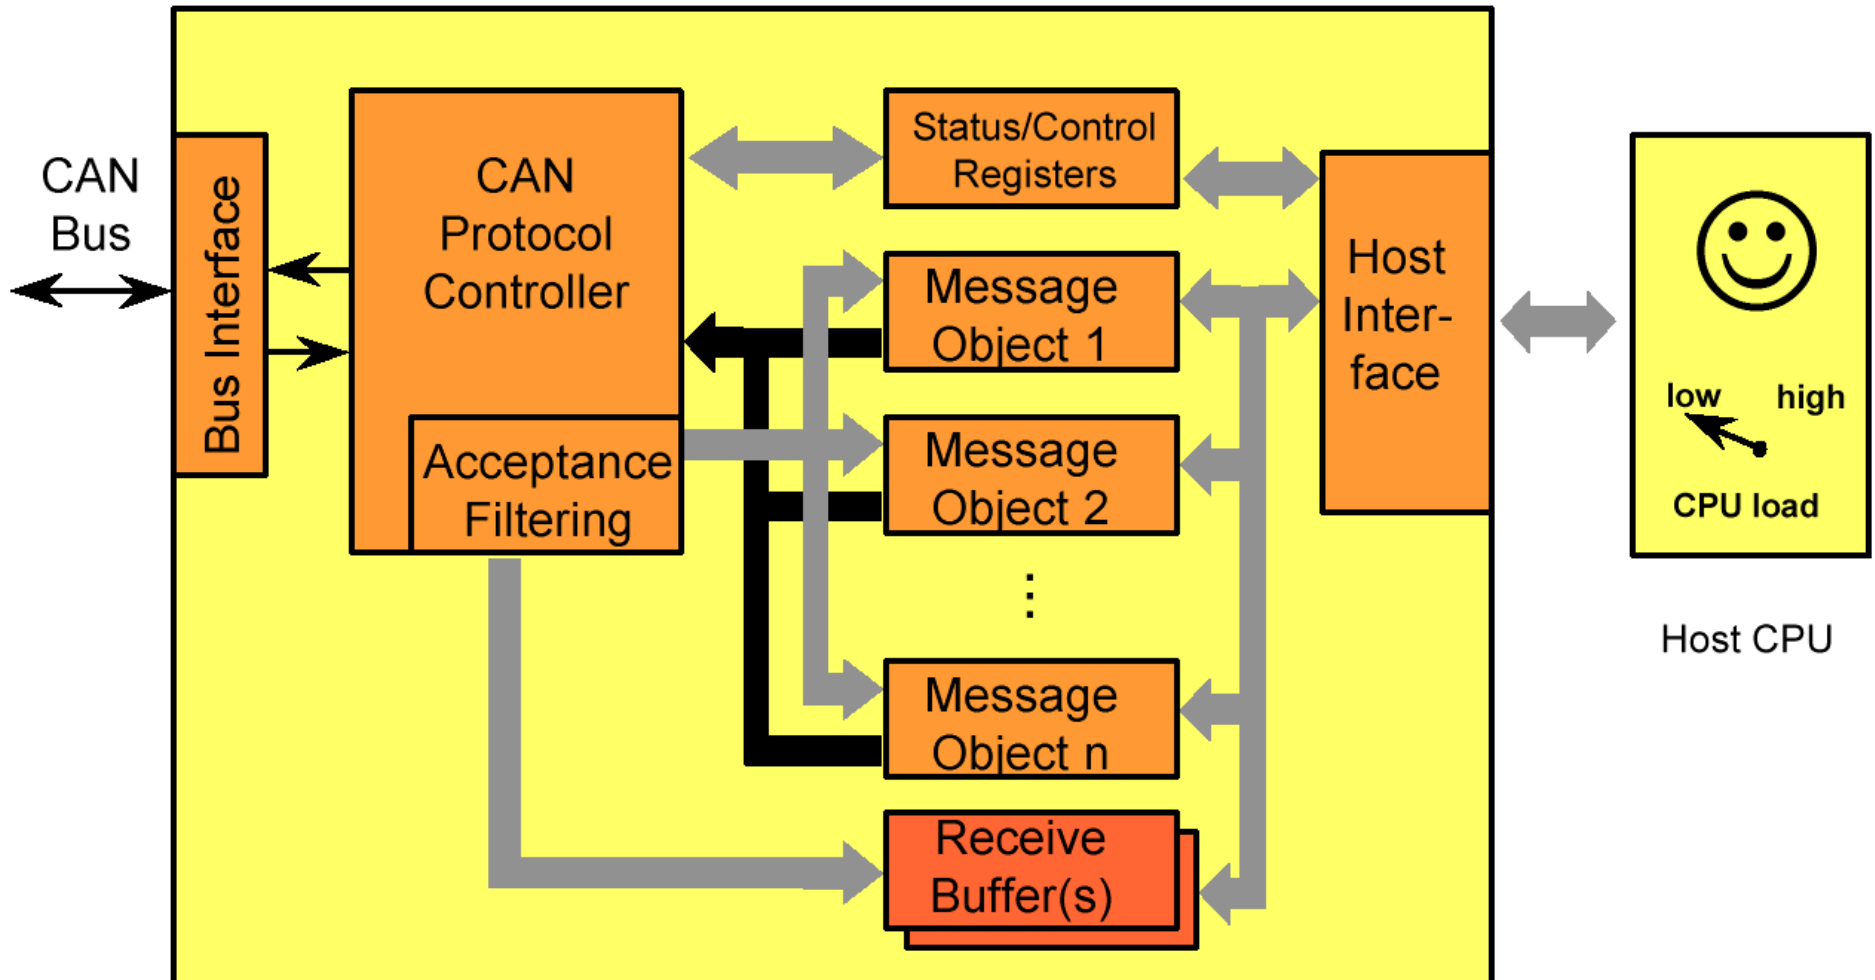 CAN
Bus
Bus Interface
CAN
Protocol
Controller
Acceptance
Filtering
Status/Control
Registers
Message
Object 1
Message
Object 2
⋮
Message
Object n
Receive
Buffer(s)
Host
Inter-
face
low high
CPU load
Host CPU